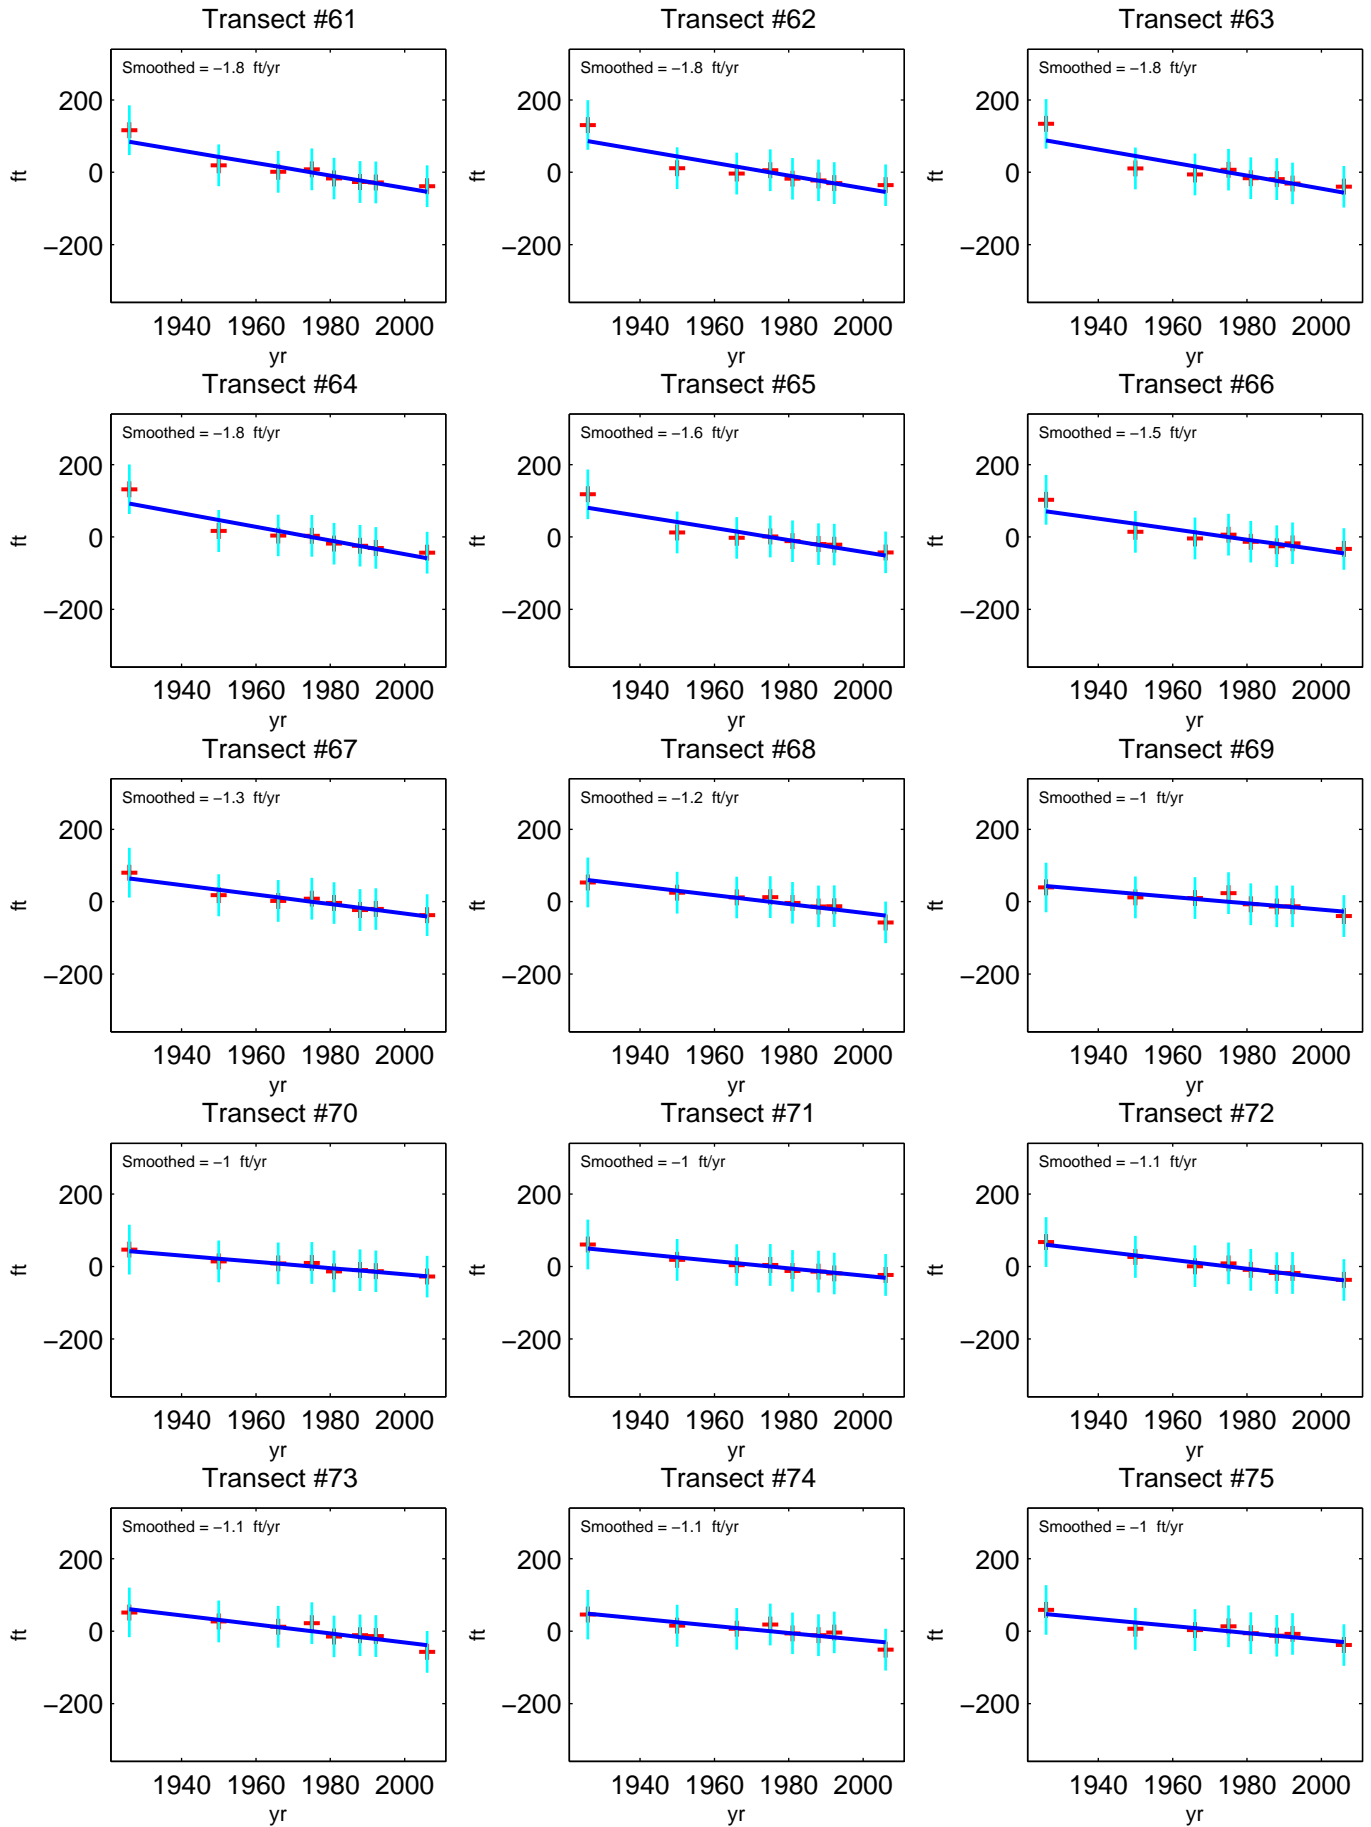 Transect #61
Smoothed = −1.8 ft/yr
200
0
−200
ft
1940 1960 1980 2000
yr
Transect #62
Smoothed = −1.8 ft/yr
200
0
−200
ft
1940 1960 1980 2000
yr
Transect #63
Smoothed = −1.8 ft/yr
200
0
−200
ft
1940 1960 1980 2000
yr
Transect #64
Smoothed = −1.8 ft/yr
200
0
−200
ft
1940 1960 1980 2000
yr
Transect #65
Smoothed = −1.6 ft/yr
200
0
−200
ft
1940 1960 1980 2000
yr
Transect #66
Smoothed = −1.5 ft/yr
200
0
−200
ft
1940 1960 1980 2000
yr
Transect #67
Smoothed = −1.3 ft/yr
200
0
−200
ft
1940 1960 1980 2000
yr
Transect #68
Smoothed = −1.2 ft/yr
200
0
−200
ft
1940 1960 1980 2000
yr
Transect #69
Smoothed = −1 ft/yr
200
0
−200
ft
1940 1960 1980 2000
yr
Transect #70
Smoothed = −1 ft/yr
200
0
−200
ft
1940 1960 1980 2000
yr
Transect #71
Smoothed = −1 ft/yr
200
0
−200
ft
1940 1960 1980 2000
yr
Transect #72
Smoothed = −1.1 ft/yr
200
0
−200
ft
1940 1960 1980 2000
yr
Transect #73
Smoothed = −1.1 ft/yr
200
0
−200
ft
1940 1960 1980 2000
yr
Transect #74
Smoothed = −1.1 ft/yr
200
0
−200
ft
1940 1960 1980 2000
yr
Transect #75
Smoothed = −1 ft/yr
200
0
−200
ft
1940 1960 1980 2000
yr